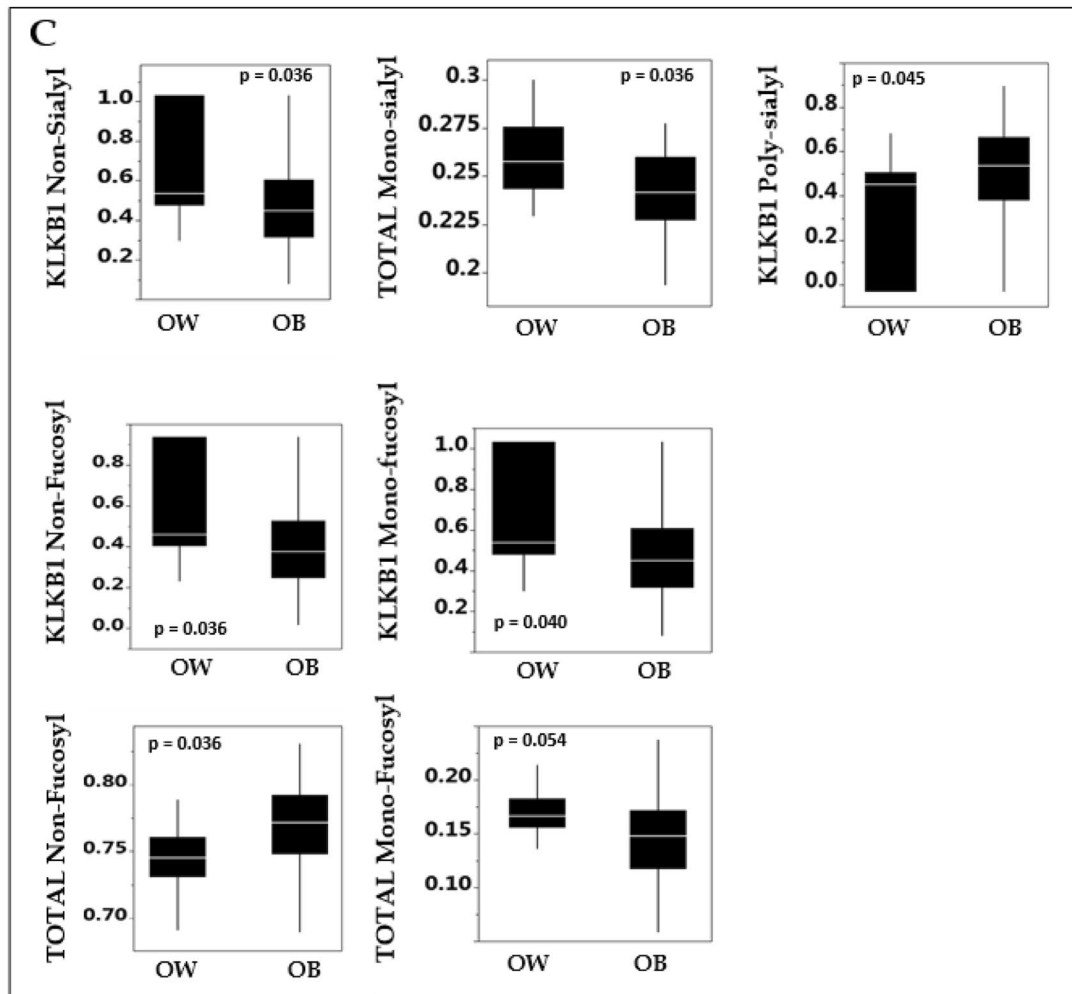 C
KLKB1 Non-Sialyl
1.0
0.8
0.6
0.4
0.2
p = 0.036
OW OB
TOTAL Mono-sialyl
0.3
0.275
0.25
0.225
0.2
p = 0.036
OW OB
KLKB1 Poly-sialyl
0.8
0.6
0.4
0.2
0.0
p = 0.045
OW OB
KLKB1 Non-Fucosyl
0.8
0.6
0.4
0.2
0.0
p = 0.036
OW OB
KLKB1 Mono-fucosyl
1.0
0.8
0.6
0.4
0.2
p = 0.040
OW OB
TOTAL Non-Fucosyl
0.80
0.75
0.70
p = 0.036
OW OB
TOTAL Mono-Fucosyl
0.20
0.15
0.10
p = 0.054
OW OB